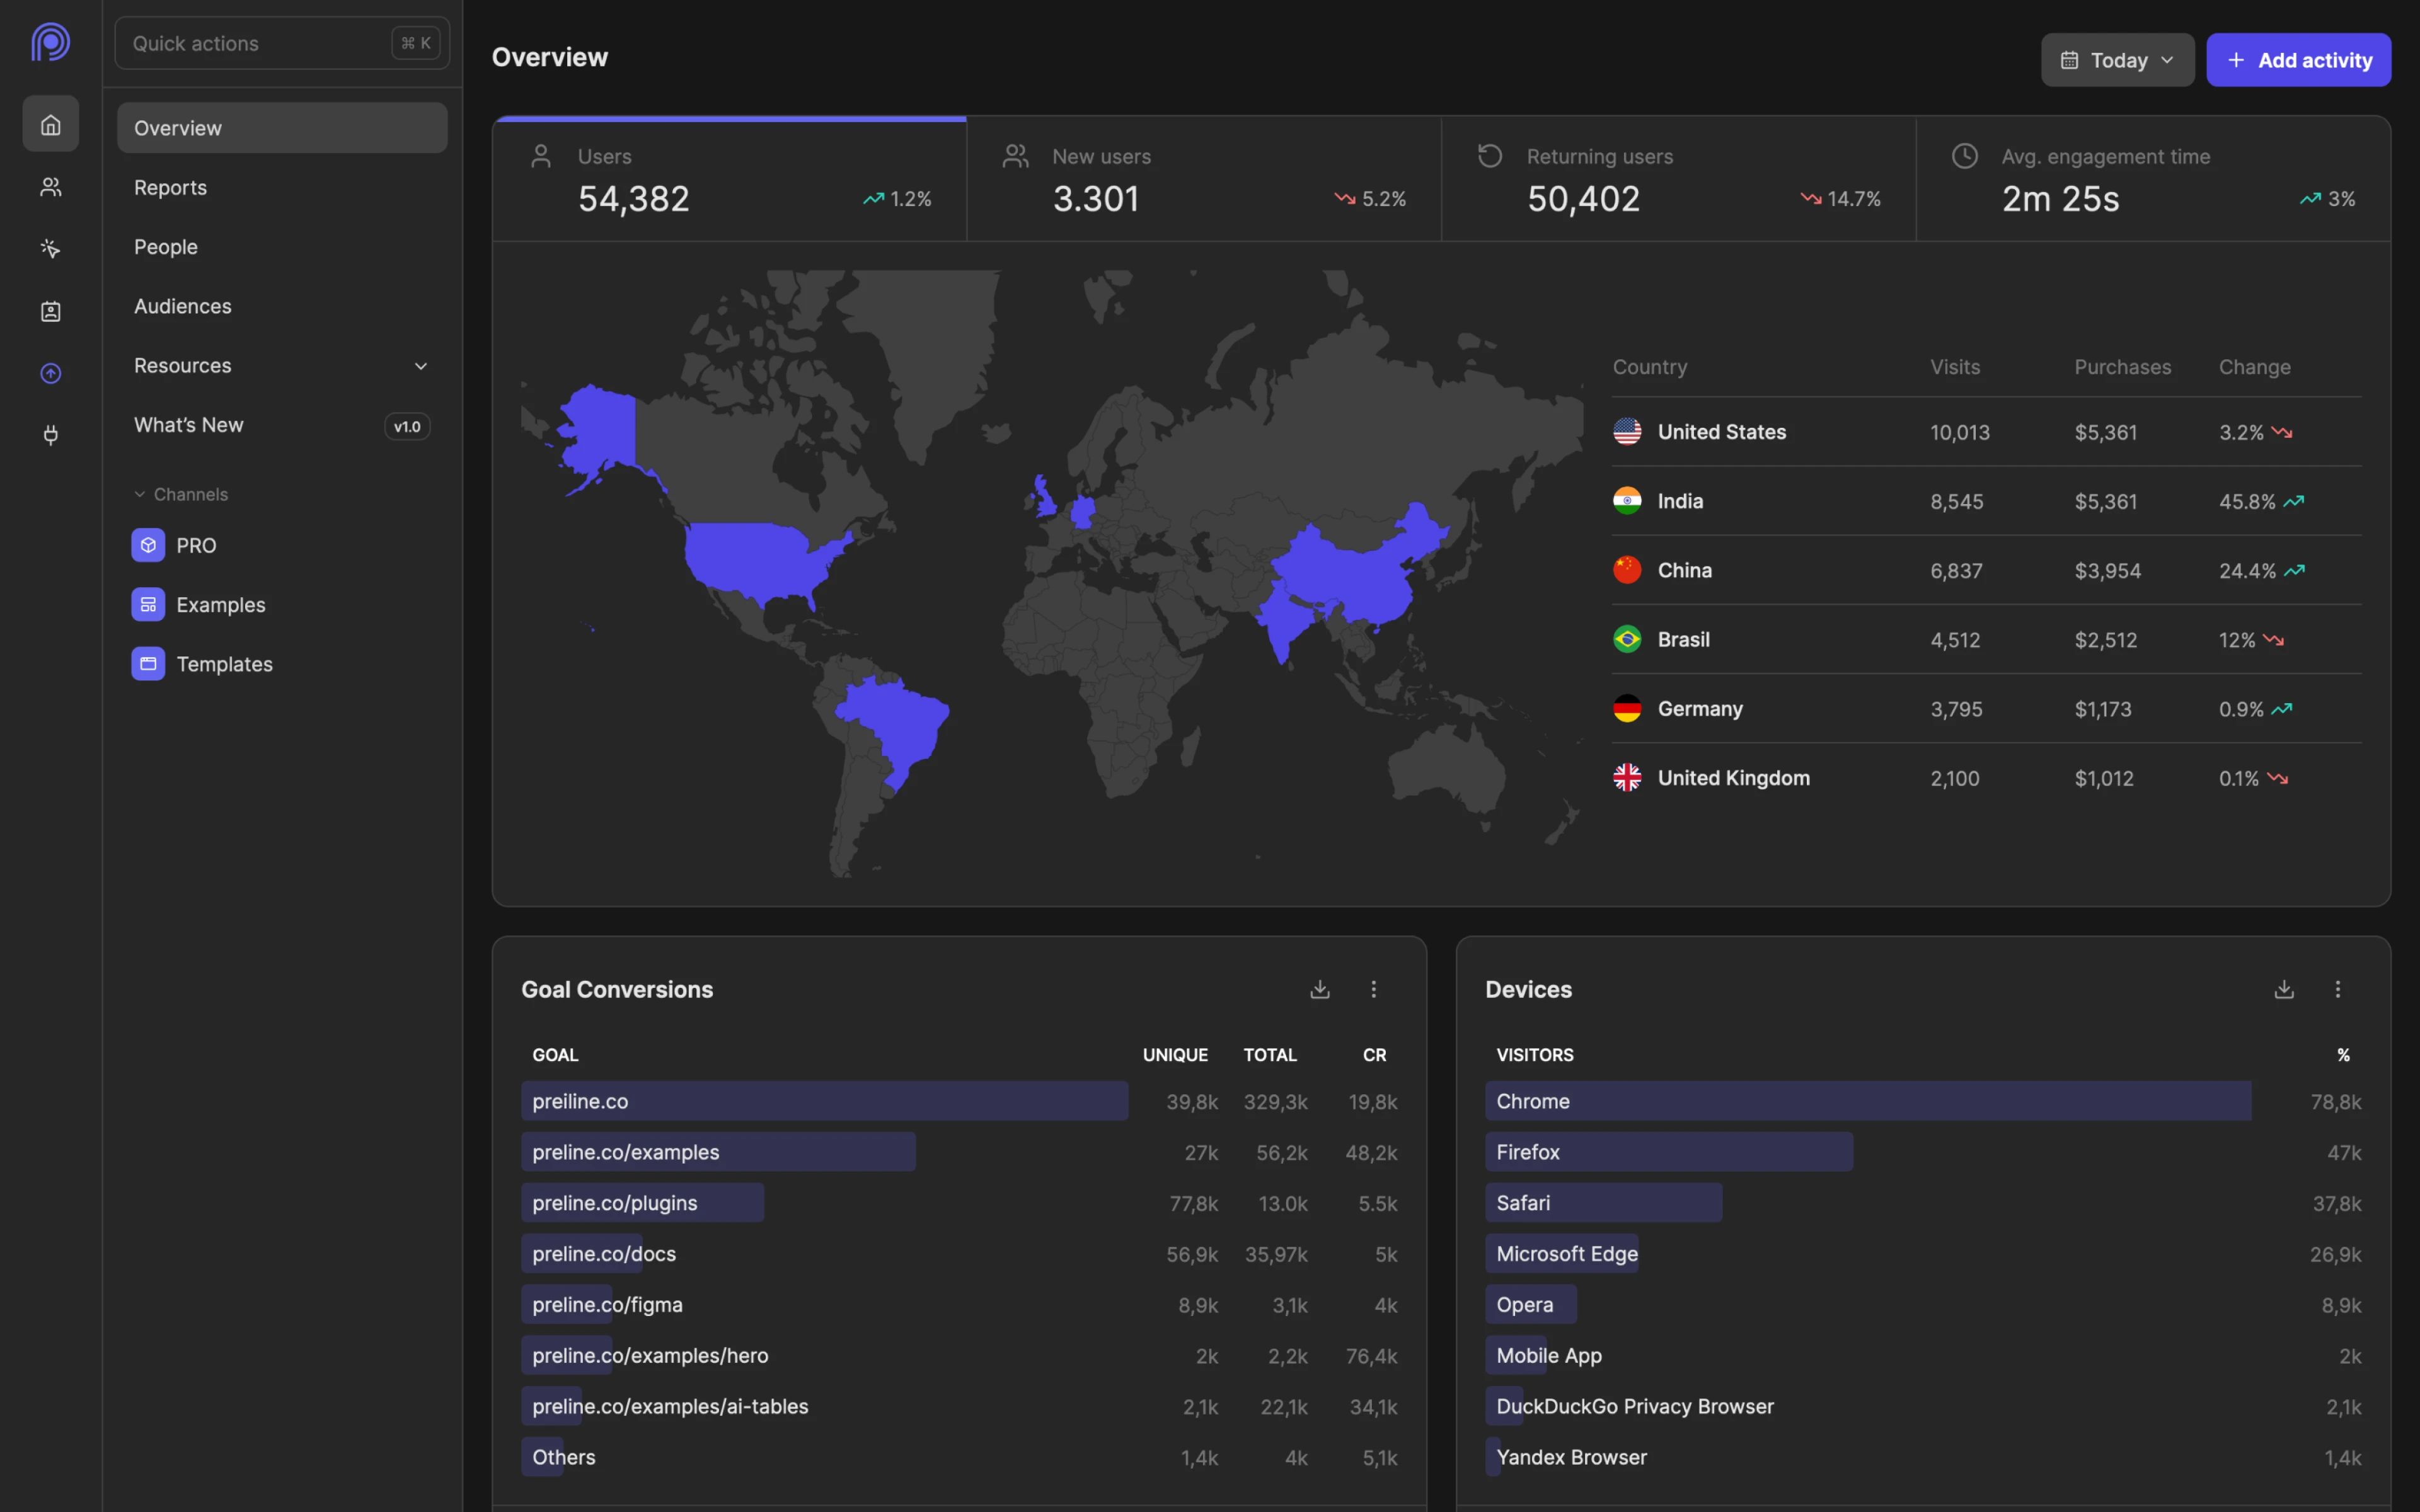 Quick actions ⌘ K
Overview
Reports
People
Audiences
Resources
What’s New v1.0
Channels
PRO
Examples
Templates
Overview
Today
Add activity
Users
54,382 1.2%
New users
3.301 5.2%
Returning users
50,402 14.7%
Avg. engagement time
2m 25s 3%
Country Visits Purchases Change
United States 10,013 $5,361 3.2%
India 8,545 $5,361 45.8%
China 6,837 $3,954 24.4%
Brasil 4,512 $2,512 12%
Germany 3,795 $1,173 0.9%
United Kingdom 2,100 $1,012 0.1%
Goal Conversions
GOAL UNIQUE TOTAL CR
preiline.co 39,8k 329,3k 19,8k
preline.co/examples 27k 56,2k 48,2k
preline.co/plugins 77,8k 13.0k 5.5k
preline.co/docs 56,9k 35,97k 5k
preline.co/figma 8,9k 3,1k 4k
preline.co/examples/hero 2k 2,2k 76,4k
preline.co/examples/ai-tables 2,1k 22,1k 34,1k
Others 1,4k 4k 5,1k
Devices
VISITORS %
Chrome 78,8k
Firefox 47k
Safari 37,8k
Microsoft Edge 26,9k
Opera 8,9k
Mobile App 2k
DuckDuckGo Privacy Browser 2,1k
Yandex Browser 1,4k